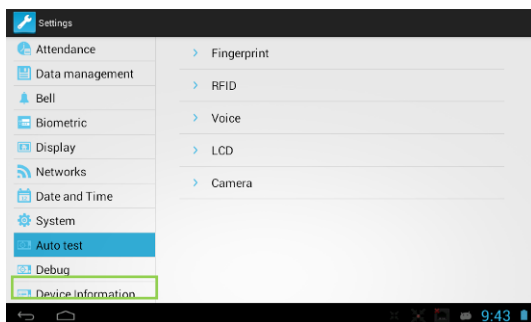 Settings
Attendance
Data management
Bell
Biometric
Display
Networks
Date and Time
System
Auto test
Debug
Device Information
Fingerprint
RFID
Voice
LCD
Camera
9:43